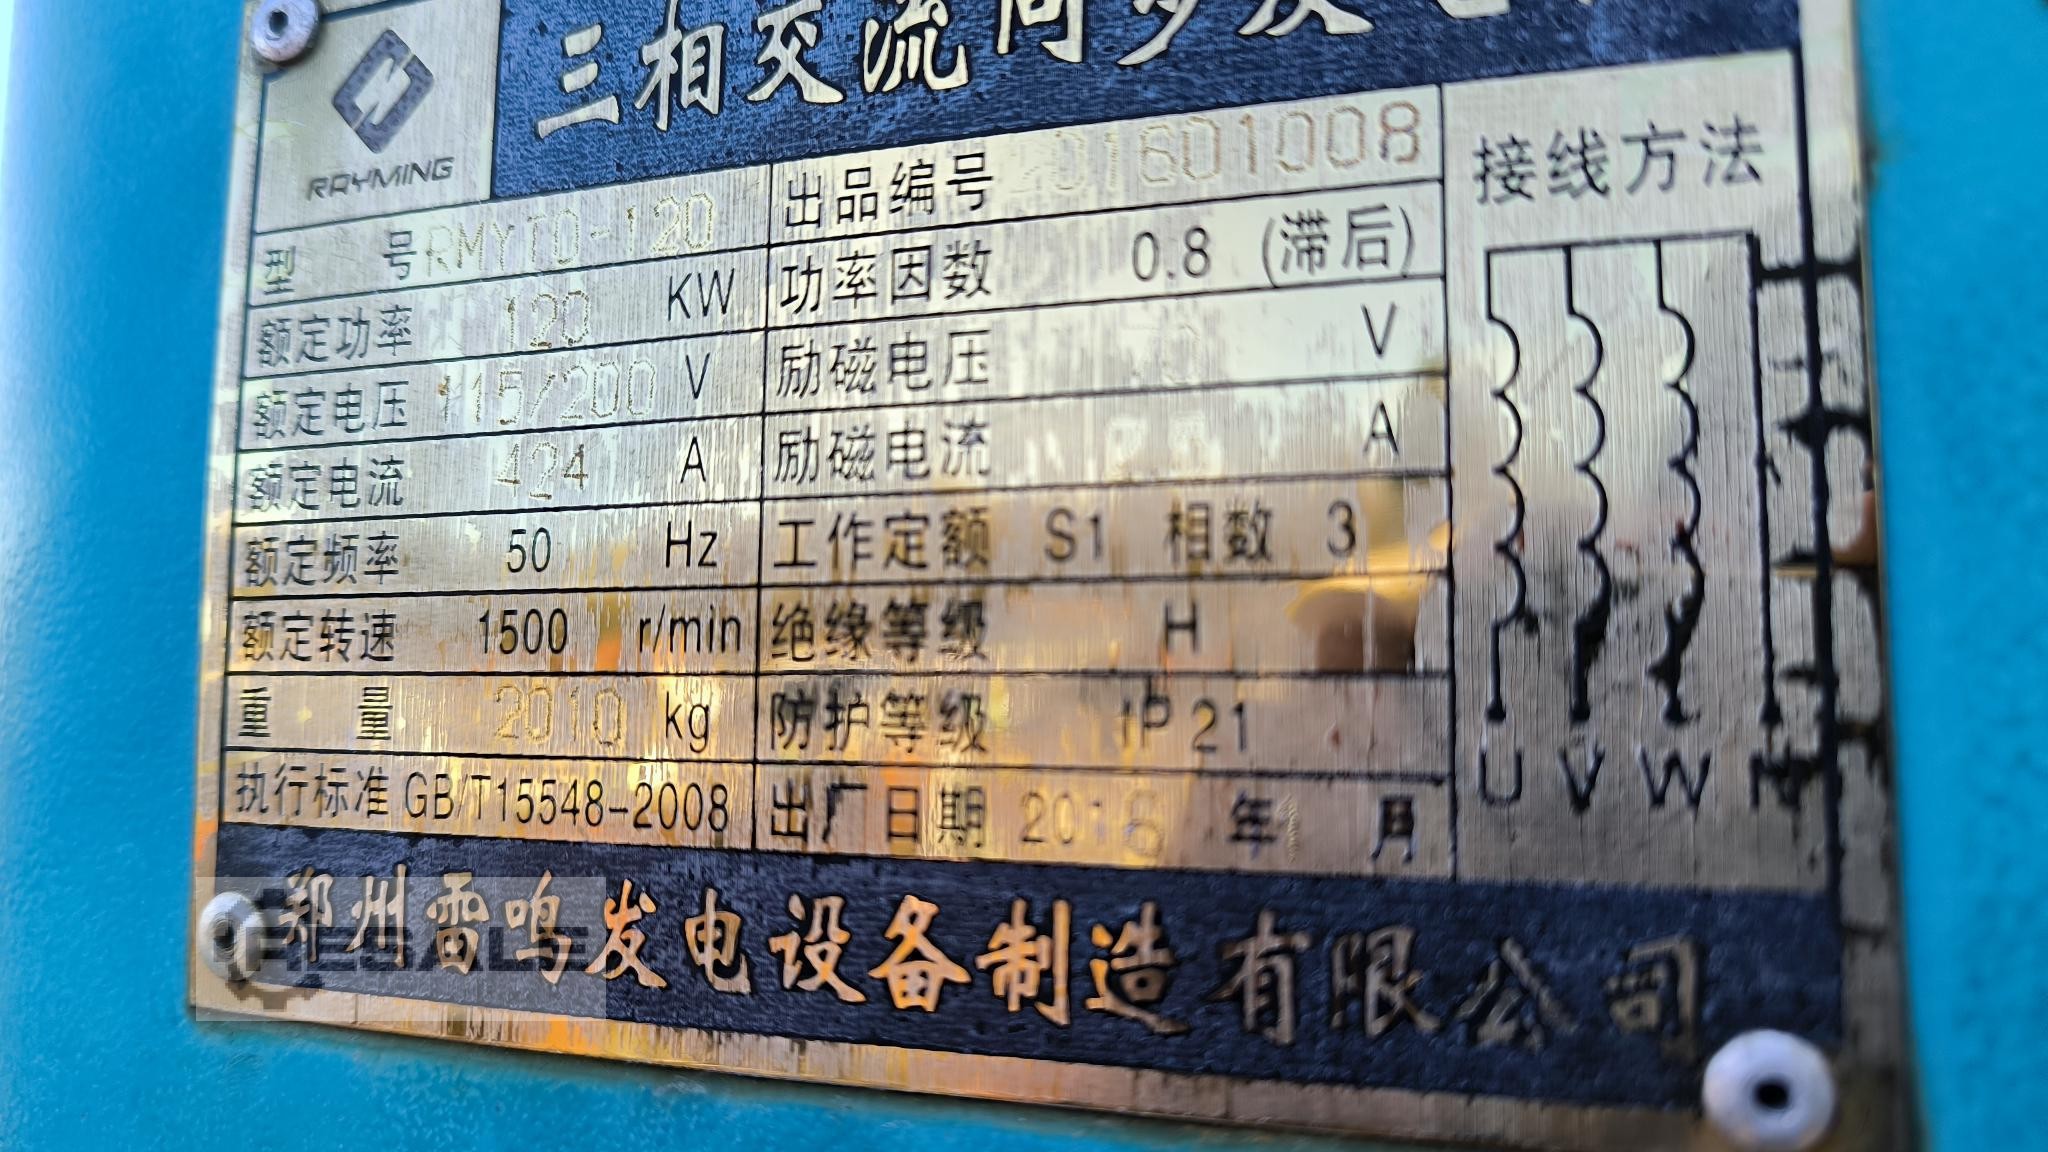 RAYMING
三相交流同步发电
型 号 RMYTD-120
出品编号 201601008
额定功率 120 KW
功率因数 0.8 (滞后)
额定电压 115/200 V
励磁电压 V
额定电流 424 A
励磁电流 A
额定频率 50 Hz
工作定额 S1 相数 3
额定转速 1500 r/min
绝缘等级 H
重 量 2010 kg
防护等级 IP21
执行标准 GB/T15548-2008
出厂日期 2016 年 月
接线方法
U V W N
郑州雷鸣发电设备制造有限公司
RESALE